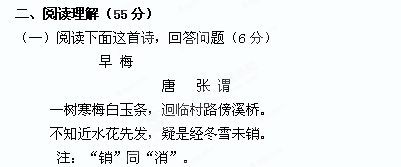 二、阅读理解（55 分）
（一）阅读下面这首诗，回答问题（6 分）
早 梅
唐 张 谓
一树寒梅白玉条，迥临村路傍溪桥。
不知近水花先发，疑是经冬雪未销。
注：“销”同“消”。